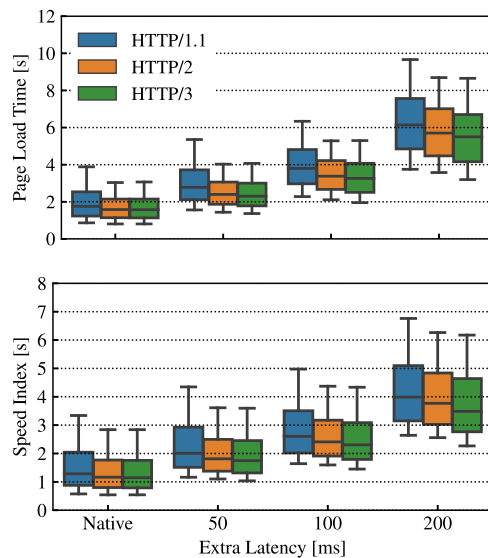 12
10
8
6
4
2
0
Page Load Time [s]
HTTP/1.1
HTTP/2
HTTP/3
8
7
6
5
4
3
2
1
0
Speed Index [s]
Native 50 100 200
Extra Latency [ms]